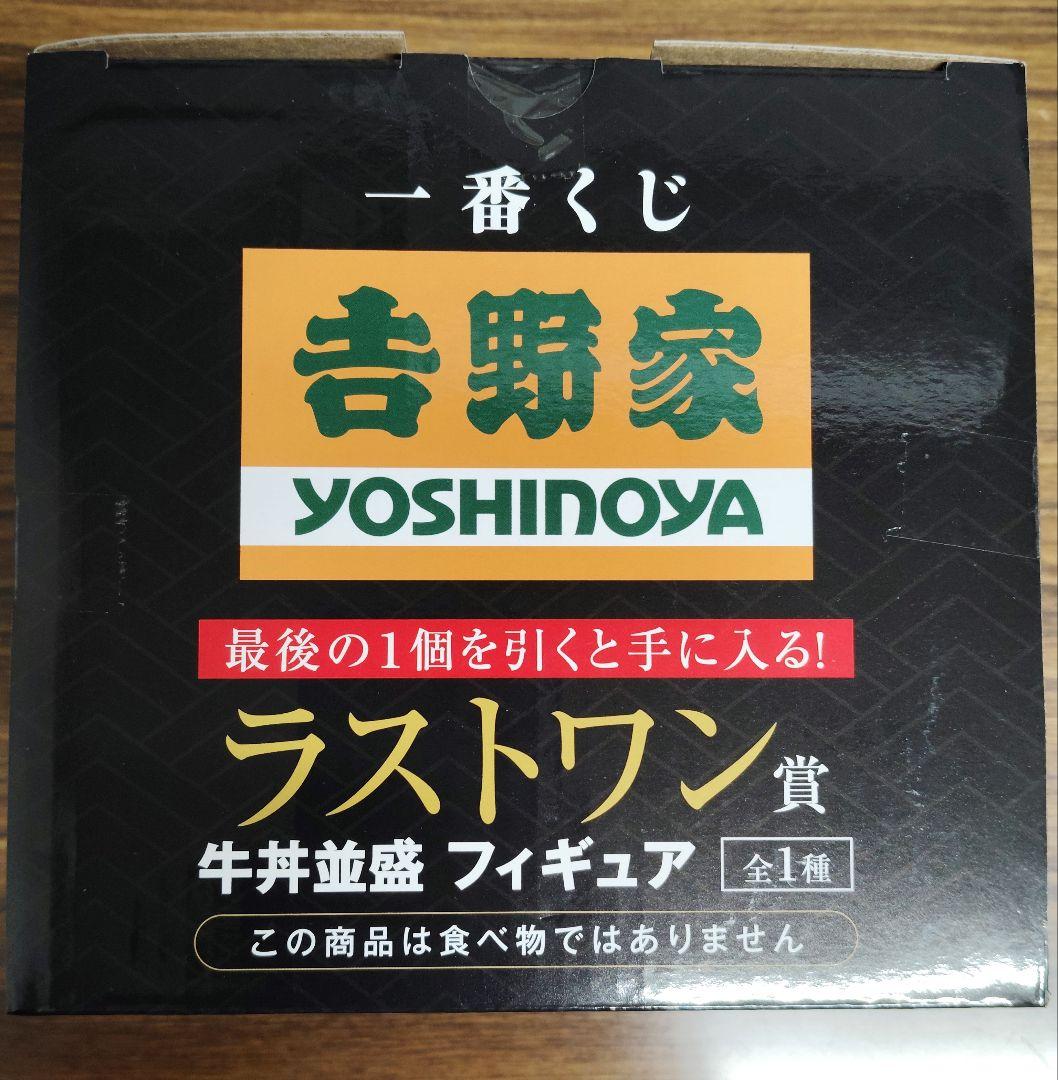 一番くじ
𠮷野家
YOSHINOYA
最後の1個を引くと手に入る!
ラストワン賞
牛丼並盛 フィギュア 全1種
この商品は食べ物ではありません